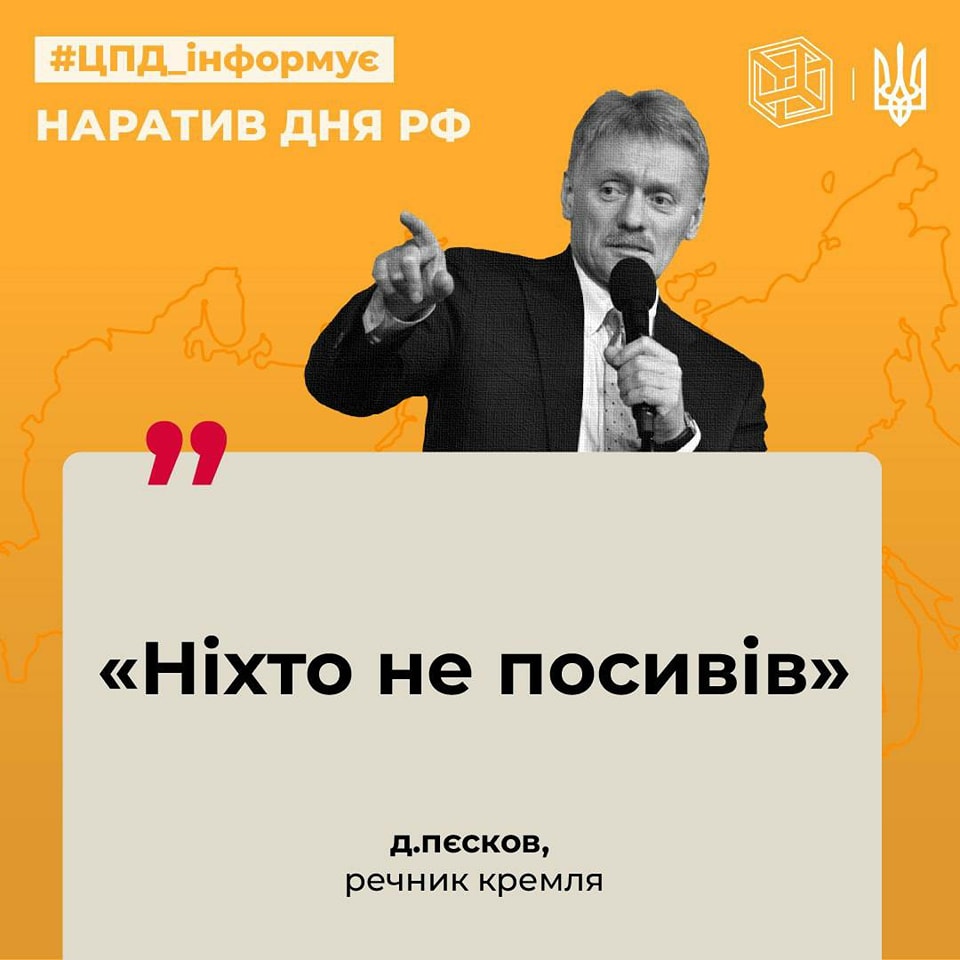 #ЦПД_інформує
НАРАТИВ ДНЯ РФ
”
«Ніхто не посивів»
д.пєсков,
речник кремля